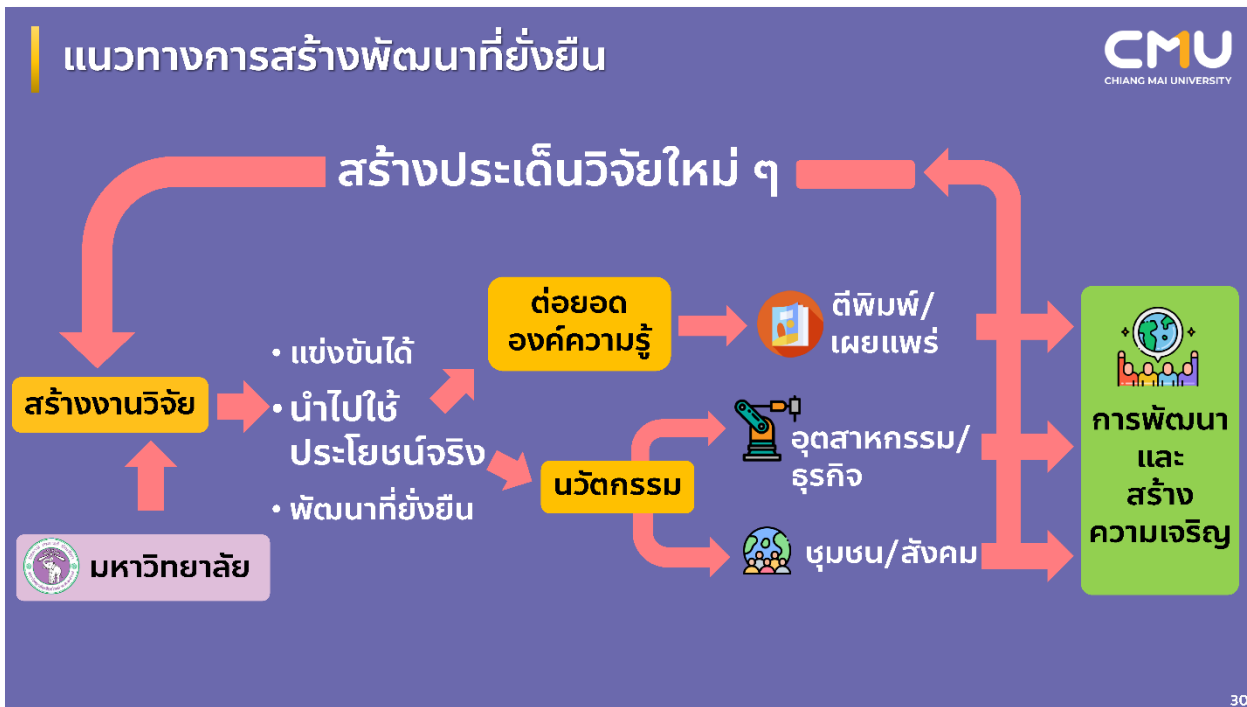 แนวทางการสร้างพัฒนาที่ยั่งยืน
CMU
CHIANG MAI UNIVERSITY
สร้างประเด็นวิจัยใหม่ ๆ
ต่อยอด
องค์ความรู้
ตีพิมพ์/
เผยแพร่
สร้างงานวิจัย
• แข่งขันได้
• นำไปใช้
ประโยชน์จริง
• พัฒนาที่ยั่งยืน
นวัตกรรม
อุตสาหกรรม/
ธุรกิจ
ชุมชน/สังคม
การพัฒนา
และ
สร้าง
ความเจริญ
มหาวิทยาลัย
30